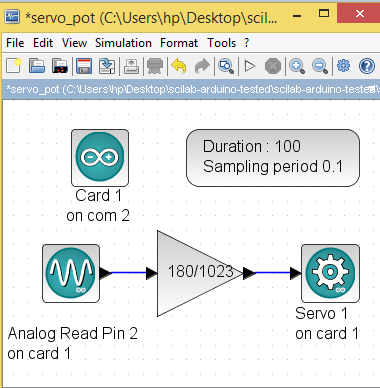 *servo_pot (C:\Users\hp\Desktop\scil
File Edit View Simulation Format Tools ?
*servo_pot (C:\Users\hp\Desktop\scilab-arduino-tested\scilab-arduino-tested\
Duration : 100
Sampling period 0.1
Card 1
on com 2
180/1023
Servo 1
on card 1
Analog Read Pin 2
on card 1